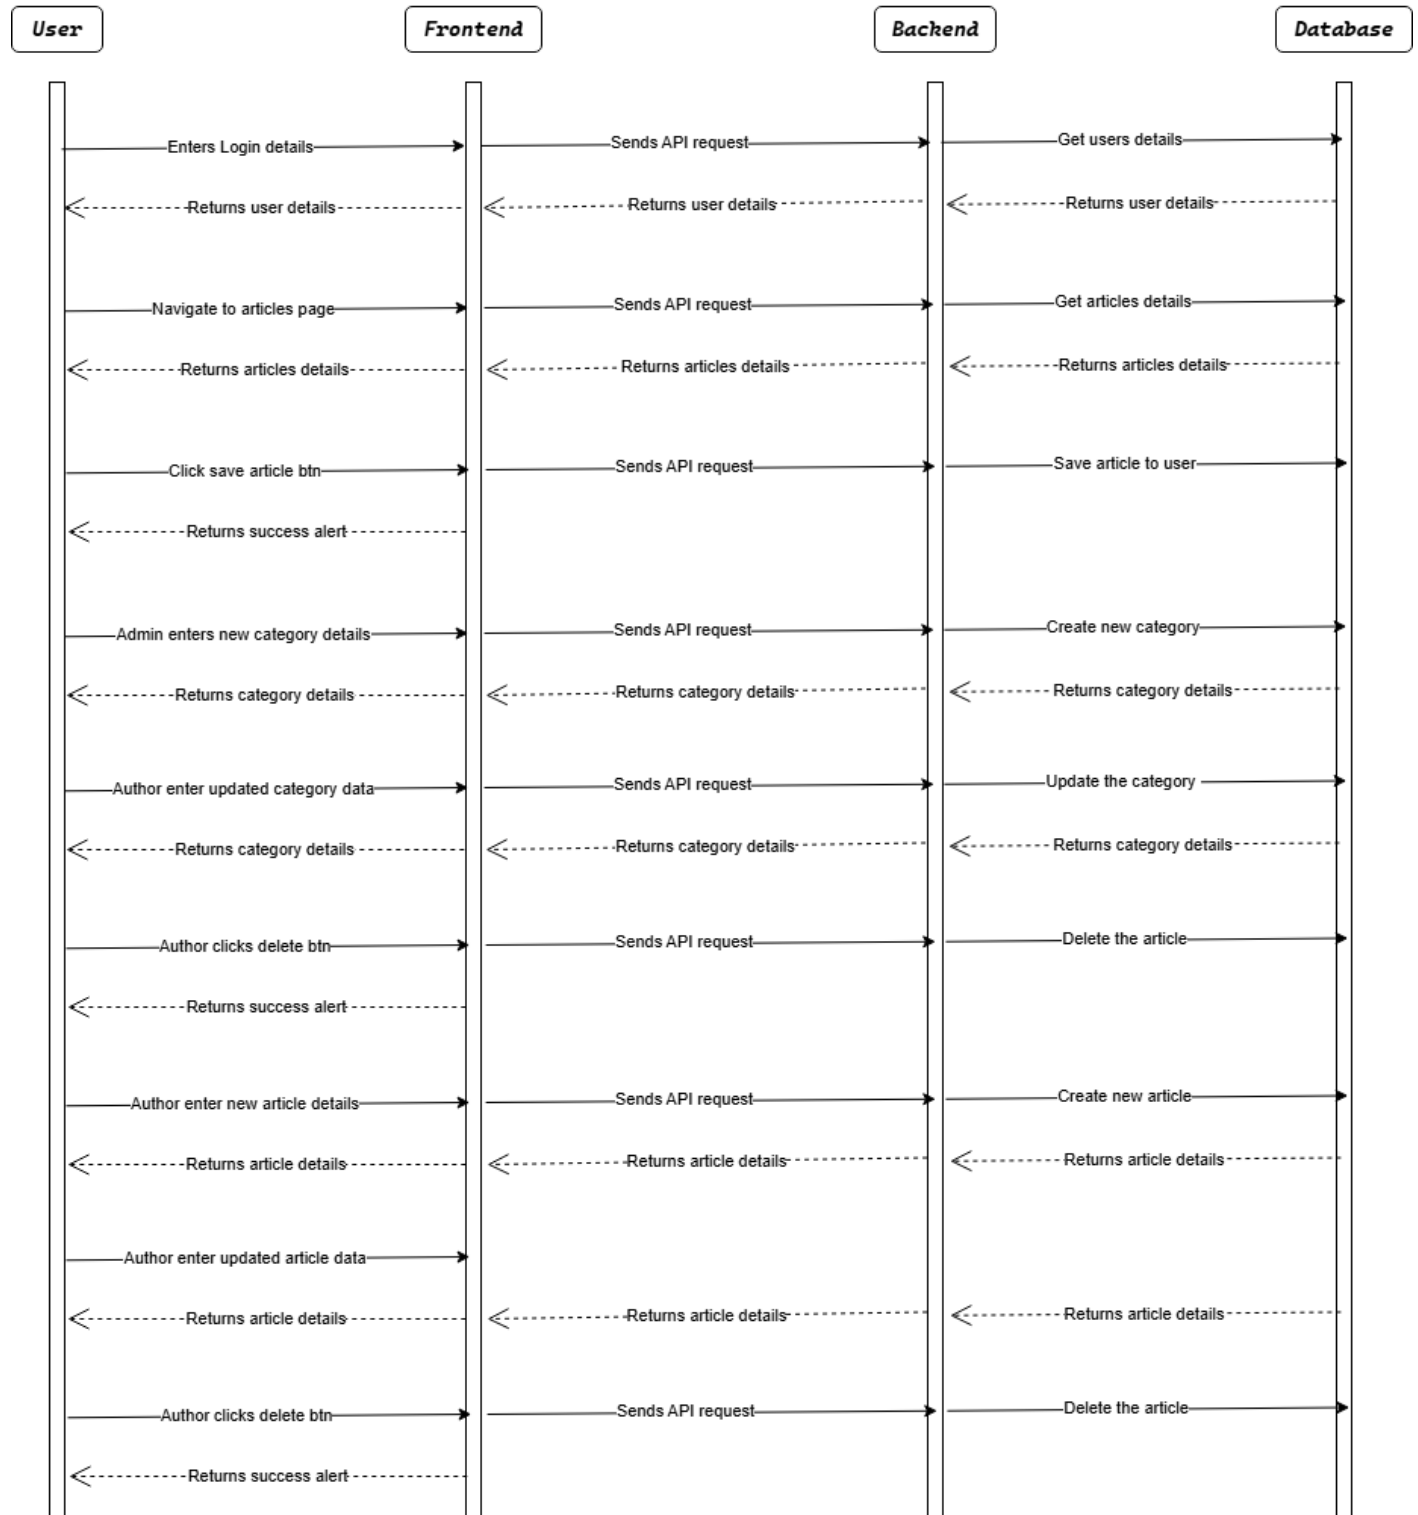 User Frontend Backend Database
Enters Login details Sends API request Get users details
Returns user details Returns user details Returns user details
Navigate to articles page Sends API request Get articles details
Returns articles details Returns articles details Returns articles details
Click save article btn Sends API request Save article to user
Returns success alert
Admin enters new category details Sends API request Create new category
Returns category details Returns category details Returns category details
Author enter updated category data Sends API request Update the category
Returns category details Returns category details Returns category details
Author clicks delete btn Sends API request Delete the article
Returns success alert
Author enter new article details Sends API request Create new article
Returns article details Returns article details Returns article details
Author enter updated article data
Returns article details Returns article details Returns article details
Author clicks delete btn Sends API request Delete the article
Returns success alert